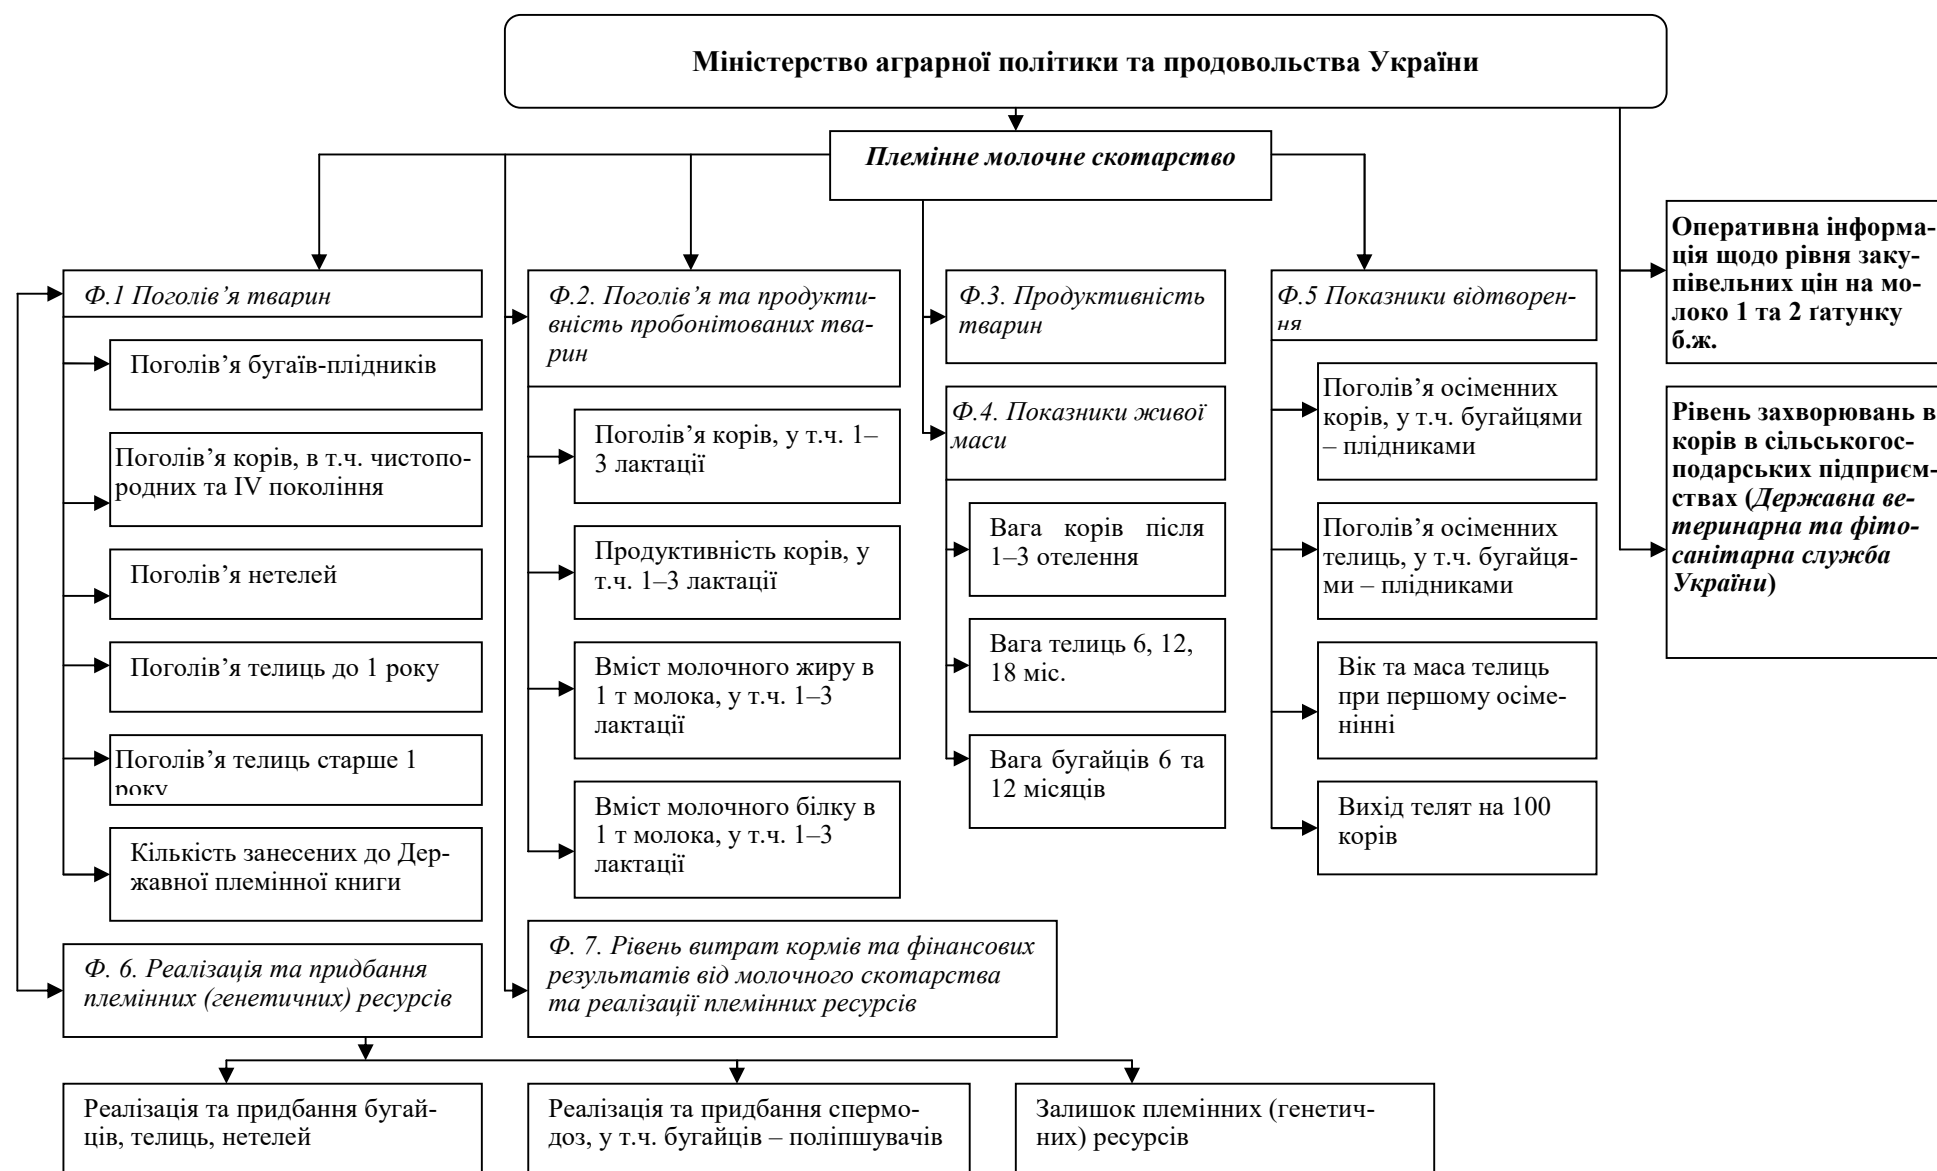 Міністерство аграрної політики та продовольства України
Племінне молочне скотарство
Ф.1 Поголів’я тварин
Поголів’я бугаїв-плідників
Поголів’я корів, в т.ч. чистопо-
родних та IV покоління
Поголів’я нетелей
Поголів’я телиць до 1 року
Поголів’я телиць старше 1
року
Кількість занесених до Дер-
жавної племінної книги
Ф.2. Поголів’я та продукти-
вність пробонітованих тва-
рин
Поголів’я корів, у т.ч. 1–
3 лактації
Продуктивність корів, у
т.ч. 1–3 лактації
Вміст молочного жиру в
1 т молока, у т.ч. 1–3
лактації
Вміст молочного білку в
1 т молока, у т.ч. 1–3
лактації
Ф.3. Продуктивність
тварин
Ф.4. Показники живої
маси
Вага корів після
1–3 отелення
Вага телиць 6, 12,
18 міс.
Вага бугайців 6 та
12 місяців
Ф.5 Показники відтворен-
ня
Поголів’я осіменних
корів, у т.ч. бугайцями
– плідниками
Поголів’я осіменних
телиць, у т.ч. бугайця-
ми – плідниками
Вік та маса телиць
при першому осіме-
нінні
Вихід телят на 100
корів
Оперативна інформа-
ція щодо рівня заку-
півельних цін на мо-
локо 1 та 2 ґатунку
б.ж.
Рівень захворювань в
корів в сільськогос-
подарських підприєм-
ствах (Державна ве-
теринарна та фіто-
санітарна служба
України)
Ф. 6. Реалізація та придбання
племінних (генетичних) ресурсів
Ф. 7. Рівень витрат кормів та фінансових
результатів від молочного скотарства
та реалізації племінних ресурсів
Реалізація та придбання бугай-
ців, телиць, нетелей
Реалізація та придбання спермо-
доз, у т.ч. бугайців – поліпшувачів
Залишок племінних (генетич-
них) ресурсів